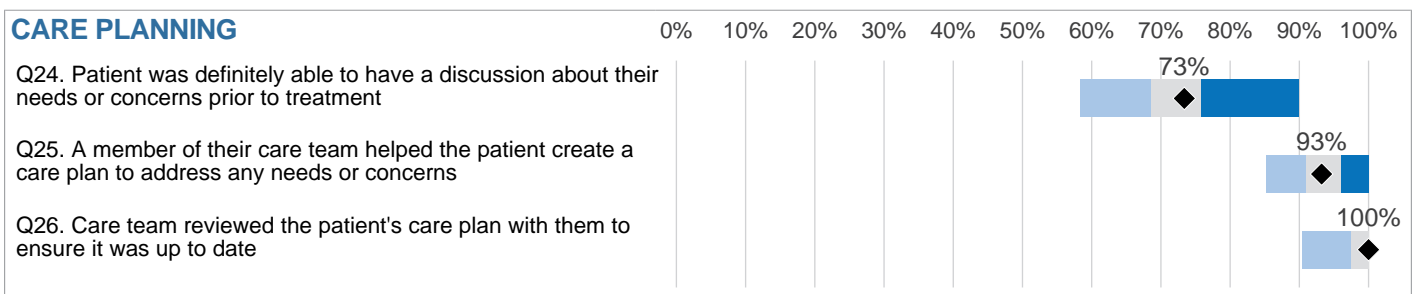 CARE PLANNING
0% 10% 20% 30% 40% 50% 60% 70% 80% 90% 100%
Q24. Patient was definitely able to have a discussion about their
needs or concerns prior to treatment
73%
Q25. A member of their care team helped the patient create a
care plan to address any needs or concerns
93%
Q26. Care team reviewed the patient's care plan with them to
ensure it was up to date
100%